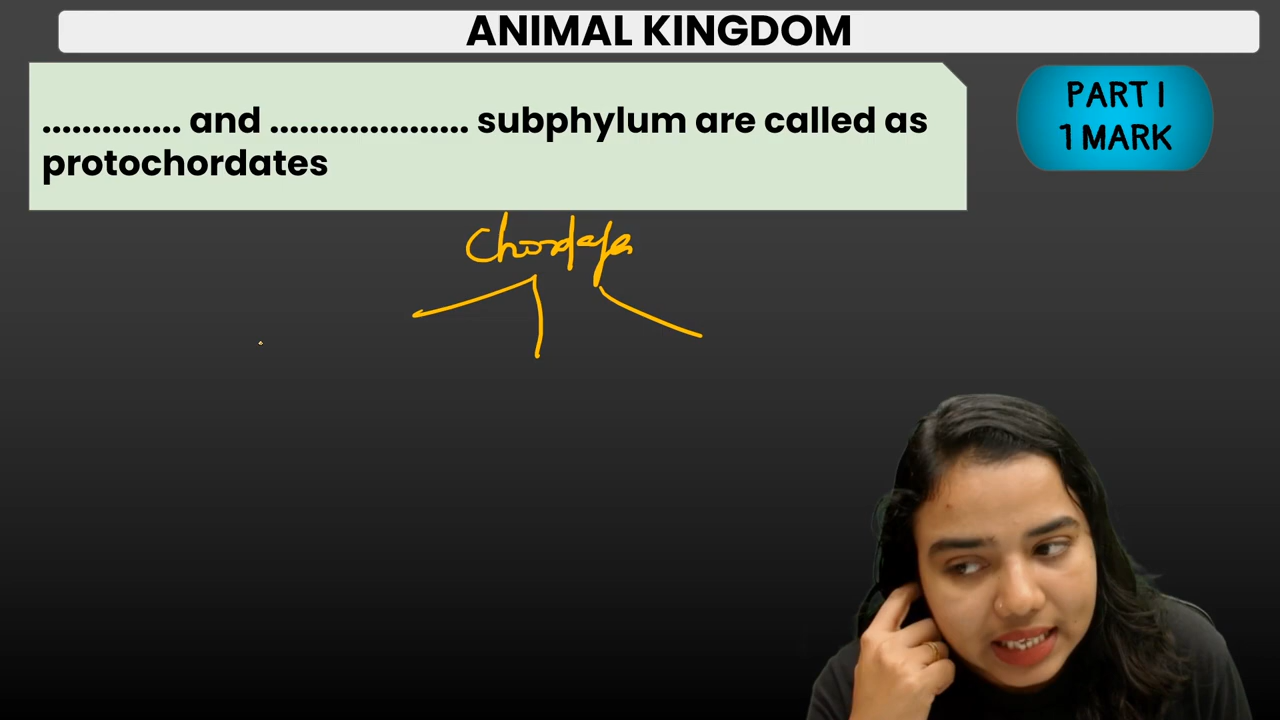 ANIMAL KINGDOM
.............. and .................... subphylum are called as
protochordates
PART I
1 MARK
Chordata